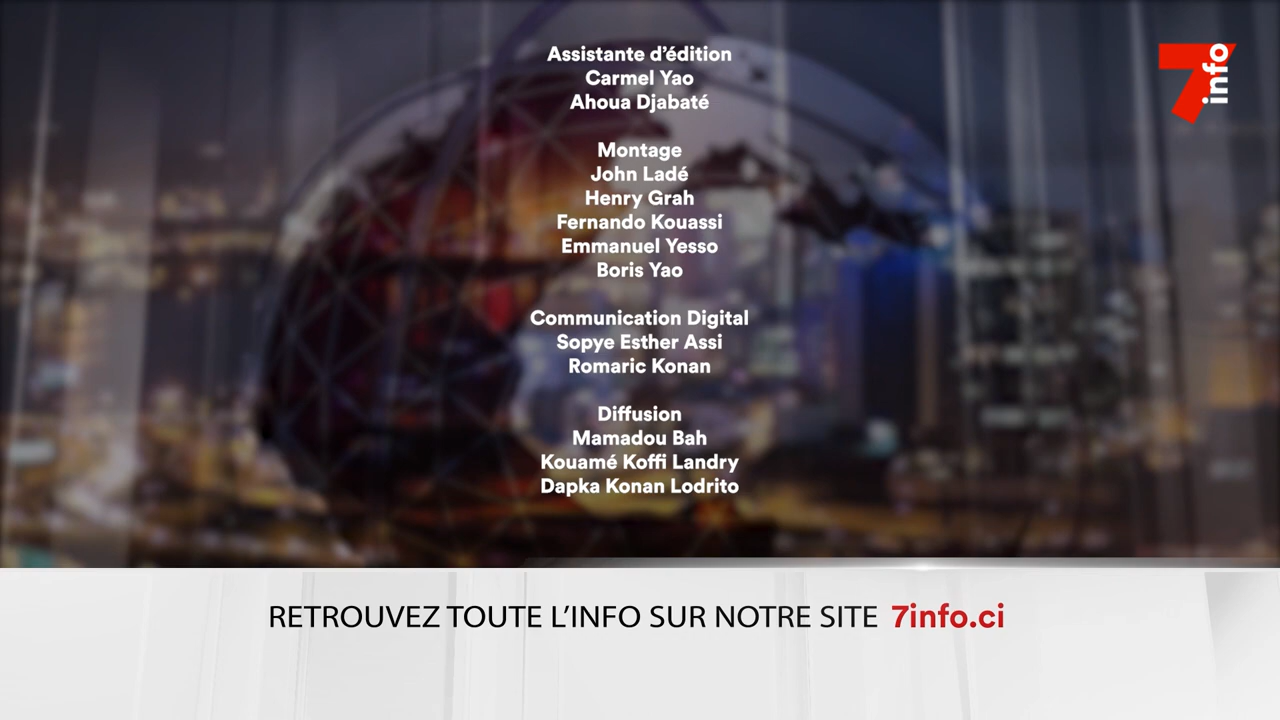 Assistante d'édition
Carmel Yao
Ahoua Djabaté
Montage
John Ladé
Henry Grah
Fernando Kouassi
Emmanuel Yesso
Boris Yao
Communication Digital
Sopye Esther Assi
Romaric Konan
Diffusion
Mamadou Bah
Kouamé Koffi Landry
Dapka Konan Lodrito
7info
RETROUVEZ TOUTE L'INFO SUR NOTRE SITE 7info.ci